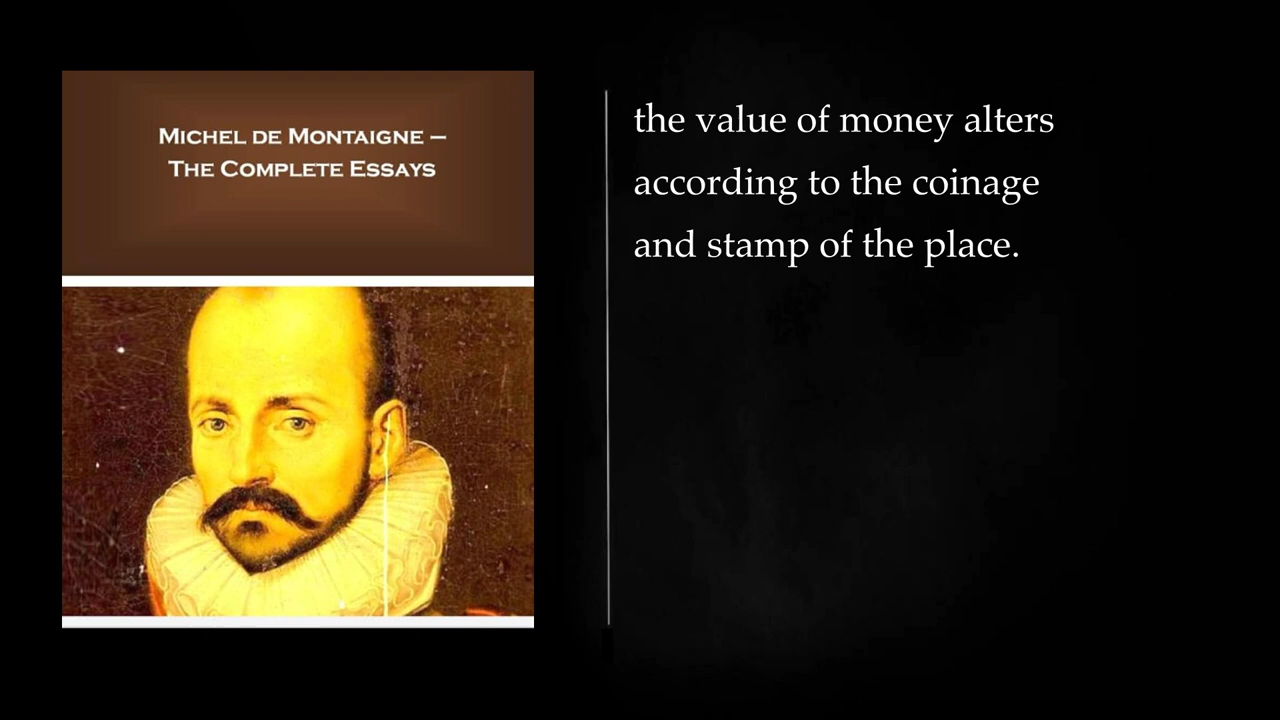 Michel de Montaigne –
The Complete Essays
the value of money alters
according to the coinage
and stamp of the place.